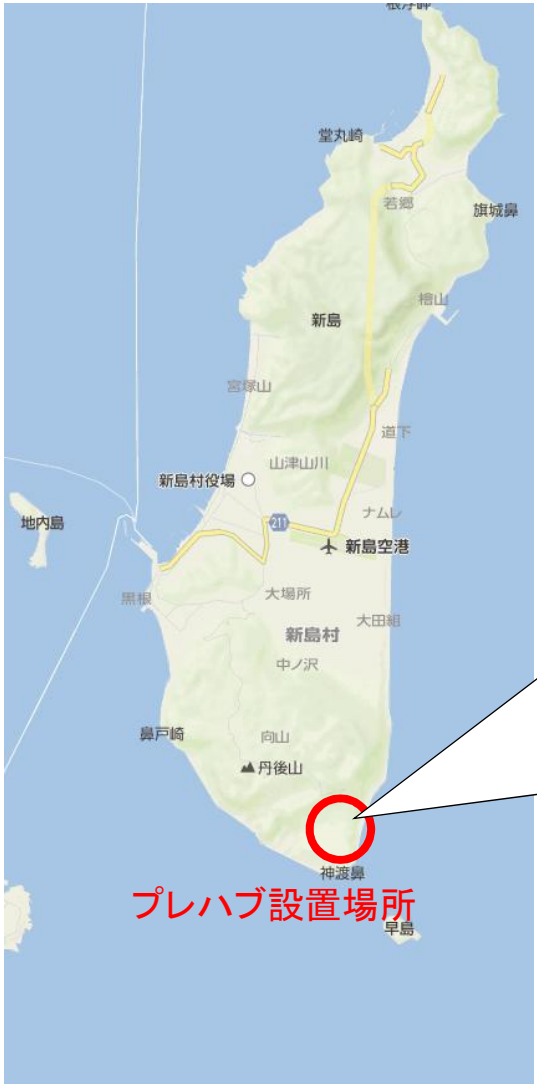 根浮岬
堂丸崎
若郷
旗城鼻
檜山
新島
宮塚山
道下
山津山川
新島村役場
ナムレ
地内島
211
新島空港
黒根
大場所
大田組
新島村
中ノ沢
鼻戸崎
向山
丹後山
神渡鼻
プレハブ設置場所
早島